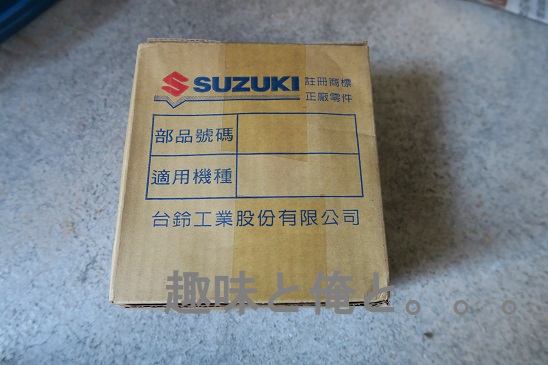 SUZUKI 註冊商標
正廠零件
部品號碼
適用機種
台鈴工業股份有限公司
趣味と俺と。。。